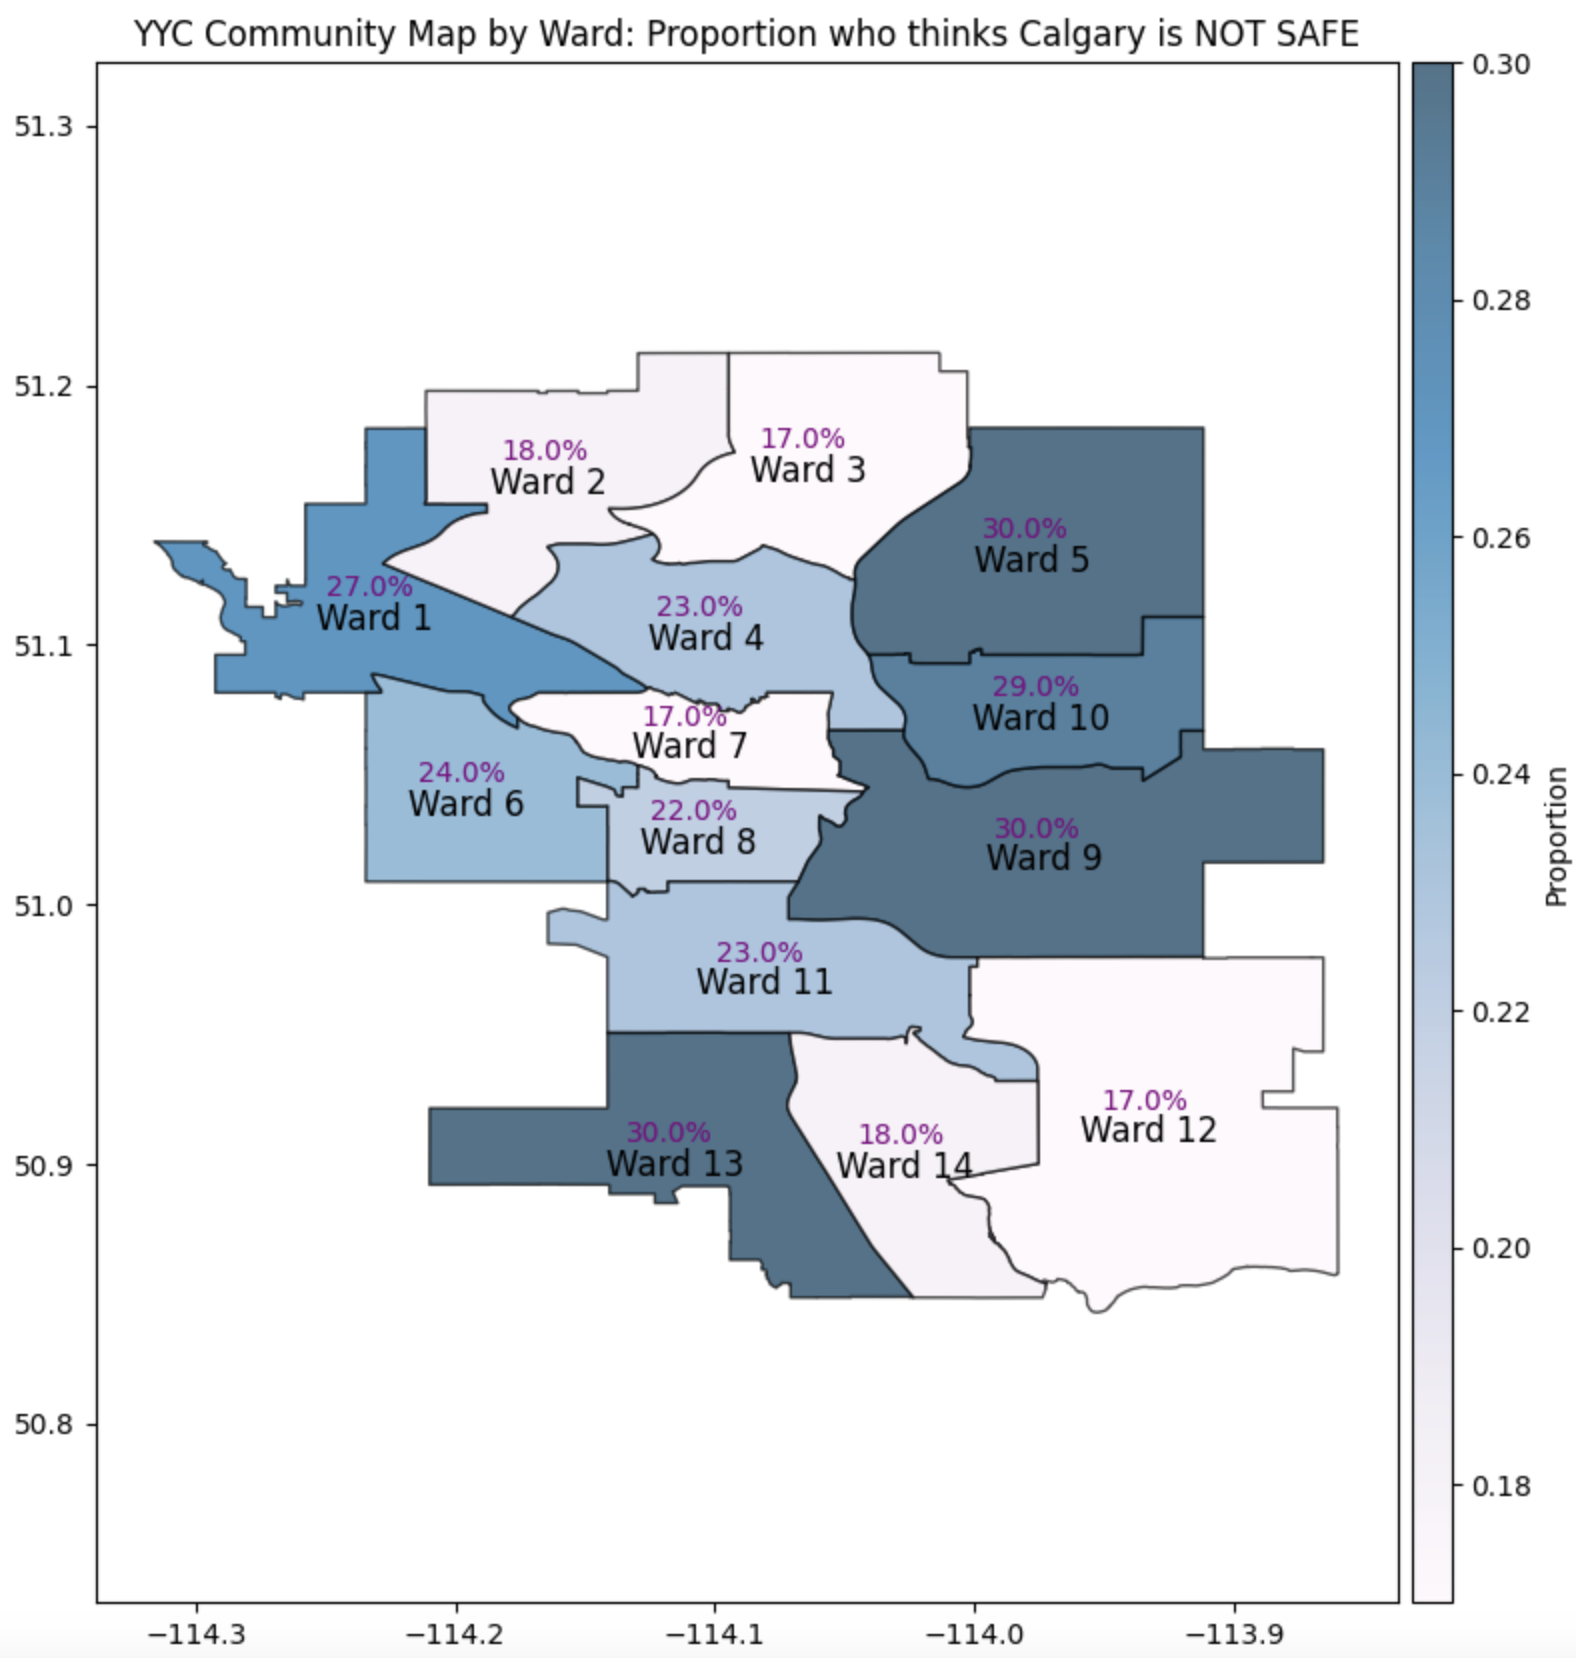 YYC Community Map by Ward: Proportion who thinks Calgary is NOT SAFE
0.30
51.3
0.28
0.26
51.2
18.0%
Ward 2
17.0%
Ward 3
30.0%
Ward 5
27.0%
Ward 1
23.0%
Ward 4
51.1
29.0%
Ward 10
17.0%
Ward 7
24.0%
Ward 6
0.24
22.0%
Ward 8
30.0%
Ward 9
Proportion
51.0
23.0%
Ward 11
0.22
17.0%
Ward 12
30.0%
Ward 13
18.0%
Ward 14
50.9
0.20
50.8
0.18
−114.3
−114.2
−114.1
−114.0
−113.9